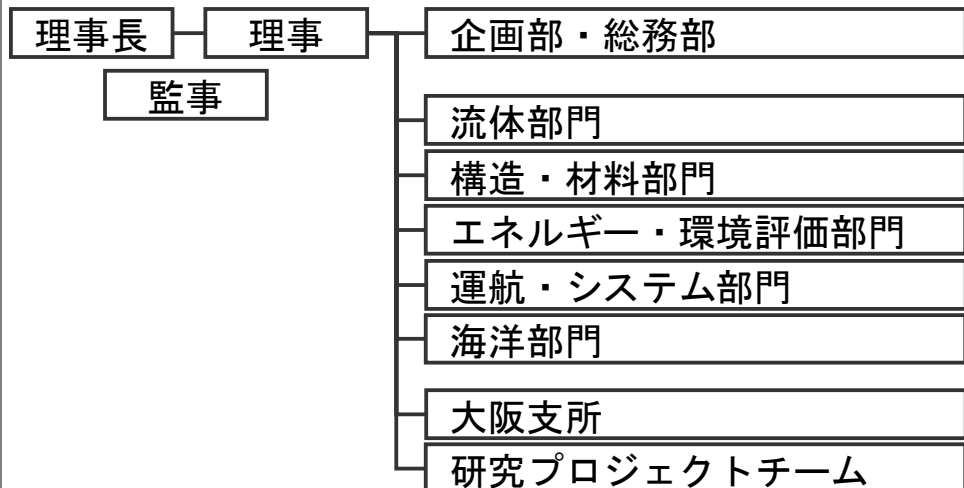 理事長
理事
企画部・総務部
監事
流体部門
構造・材料部門
エネルギー・環境評価部門
運航・システム部門
海洋部門
大阪支所
研究プロジェクトチーム